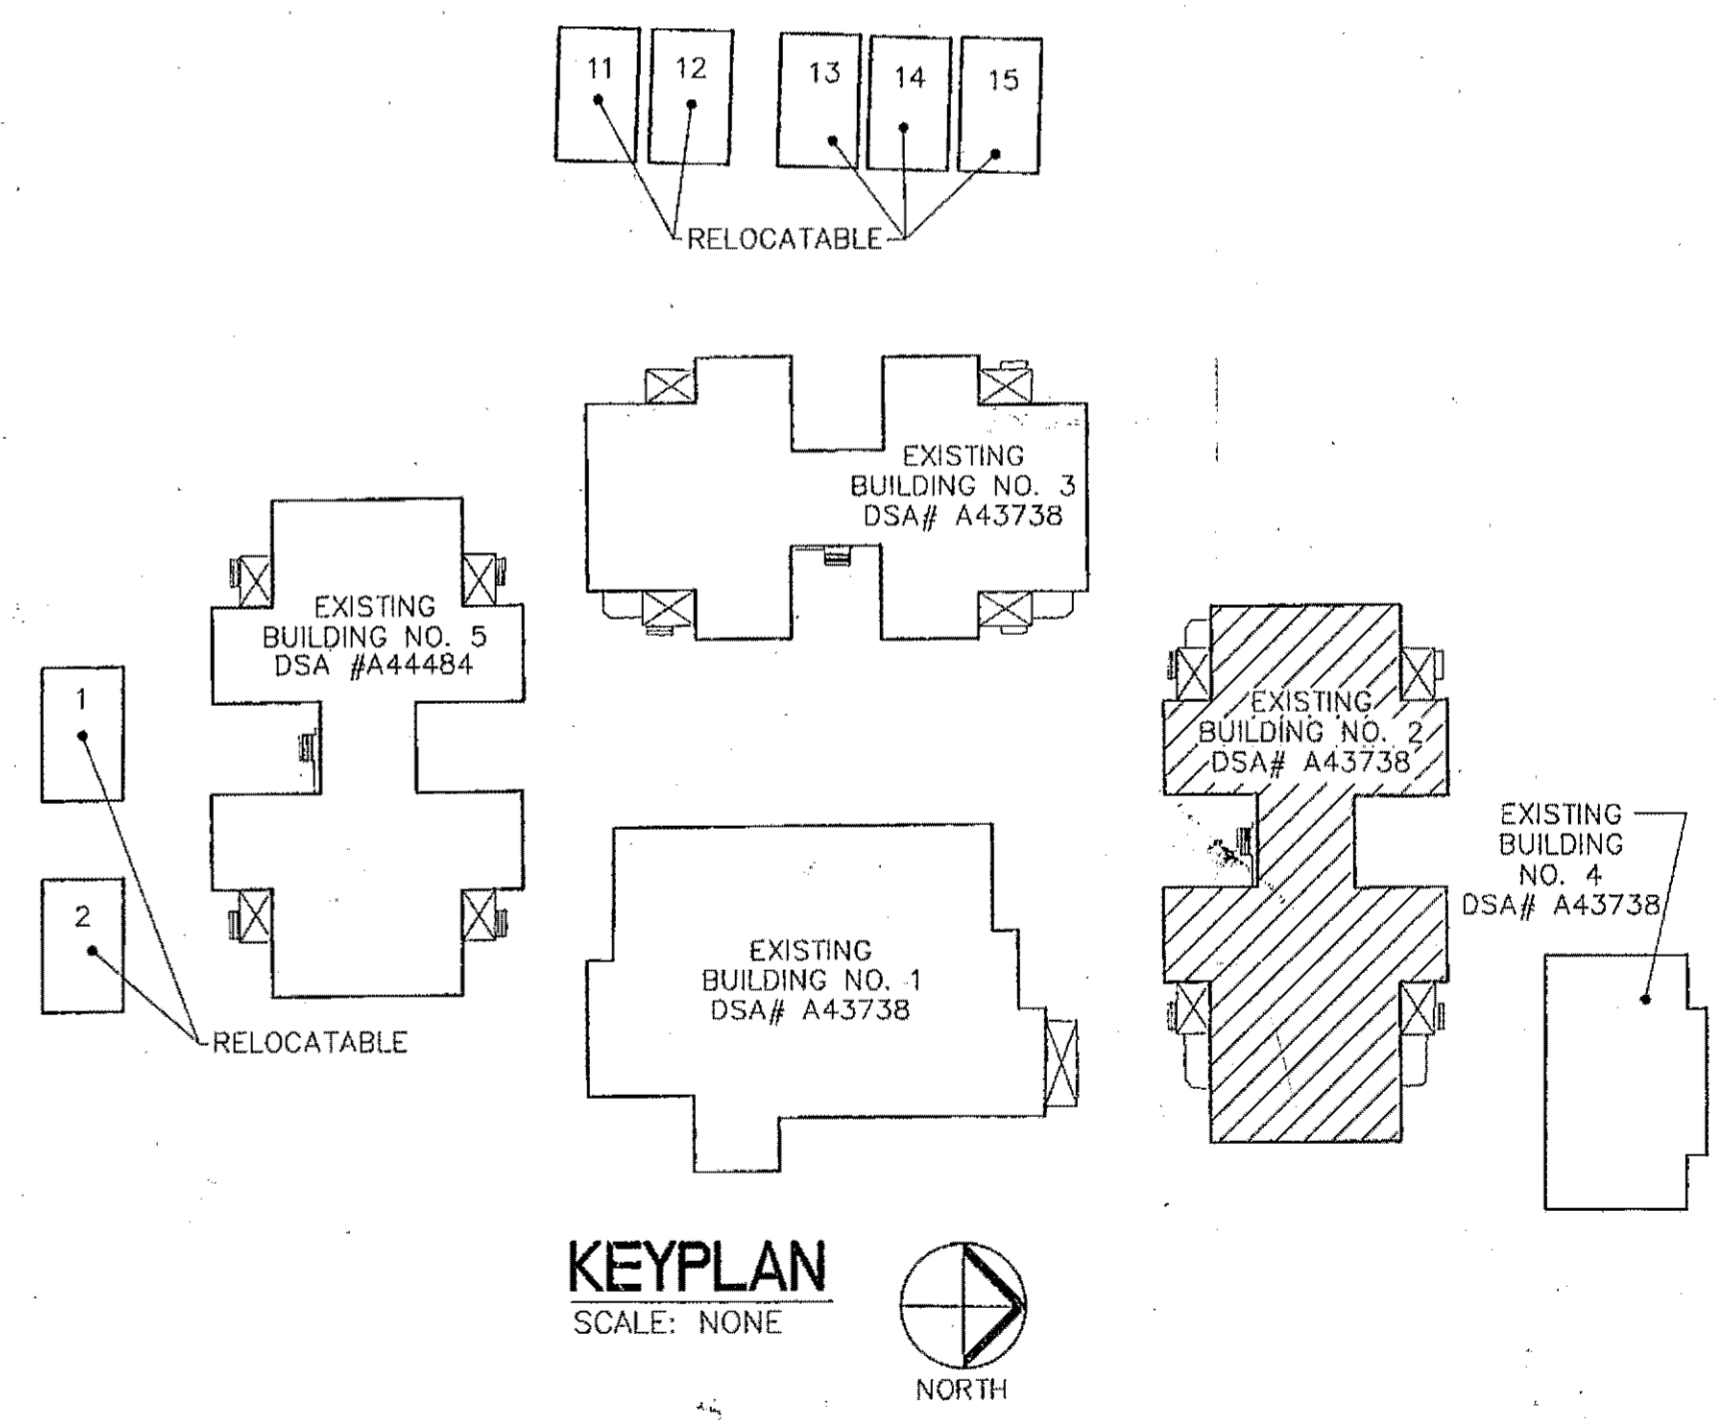 11
12
13
14
15
RELOCATABLE
EXISTING
BUILDING NO. 3
DSA# A43738
EXISTING
BUILDING NO. 5
DSA #A44484
1
2
RELOCATABLE
EXISTING
BUILDING NO. 2
DSA# A43738
EXISTING
BUILDING
NO. 4
DSA# A43738
EXISTING
BUILDING NO. 1
DSA# A43738
KEYPLAN
SCALE: NONE
NORTH